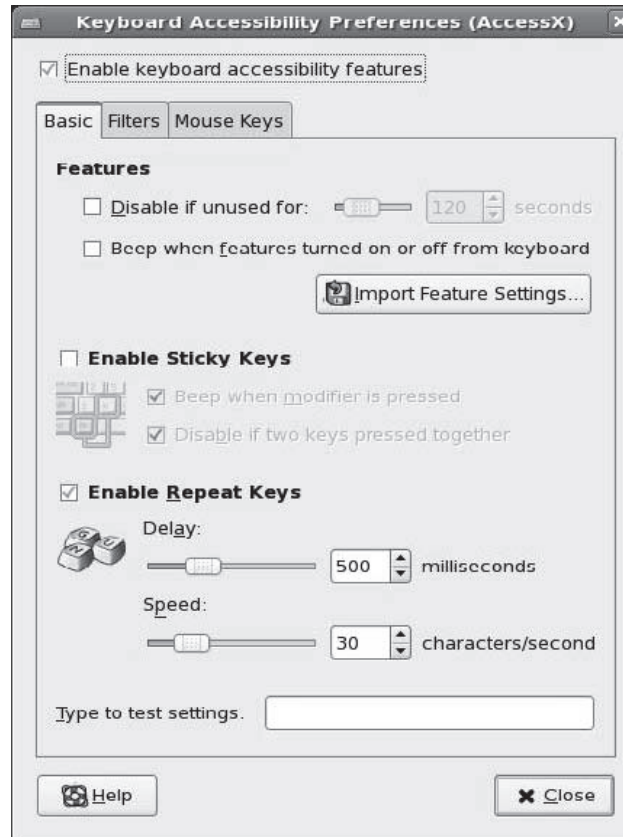 Keyboard Accessibility Preferences (AccessX)
Enable keyboard accessibility features
Basic Filters Mouse Keys
Features
Disable if unused for: 120 seconds
Beep when features turned on or off from keyboard
Import Feature Settings...
Enable Sticky Keys
Beep when modifier is pressed
Disable if two keys pressed together
Enable Repeat Keys
Delay:
500 milliseconds
Speed:
30 characters/second
Type to test settings.
Help Close